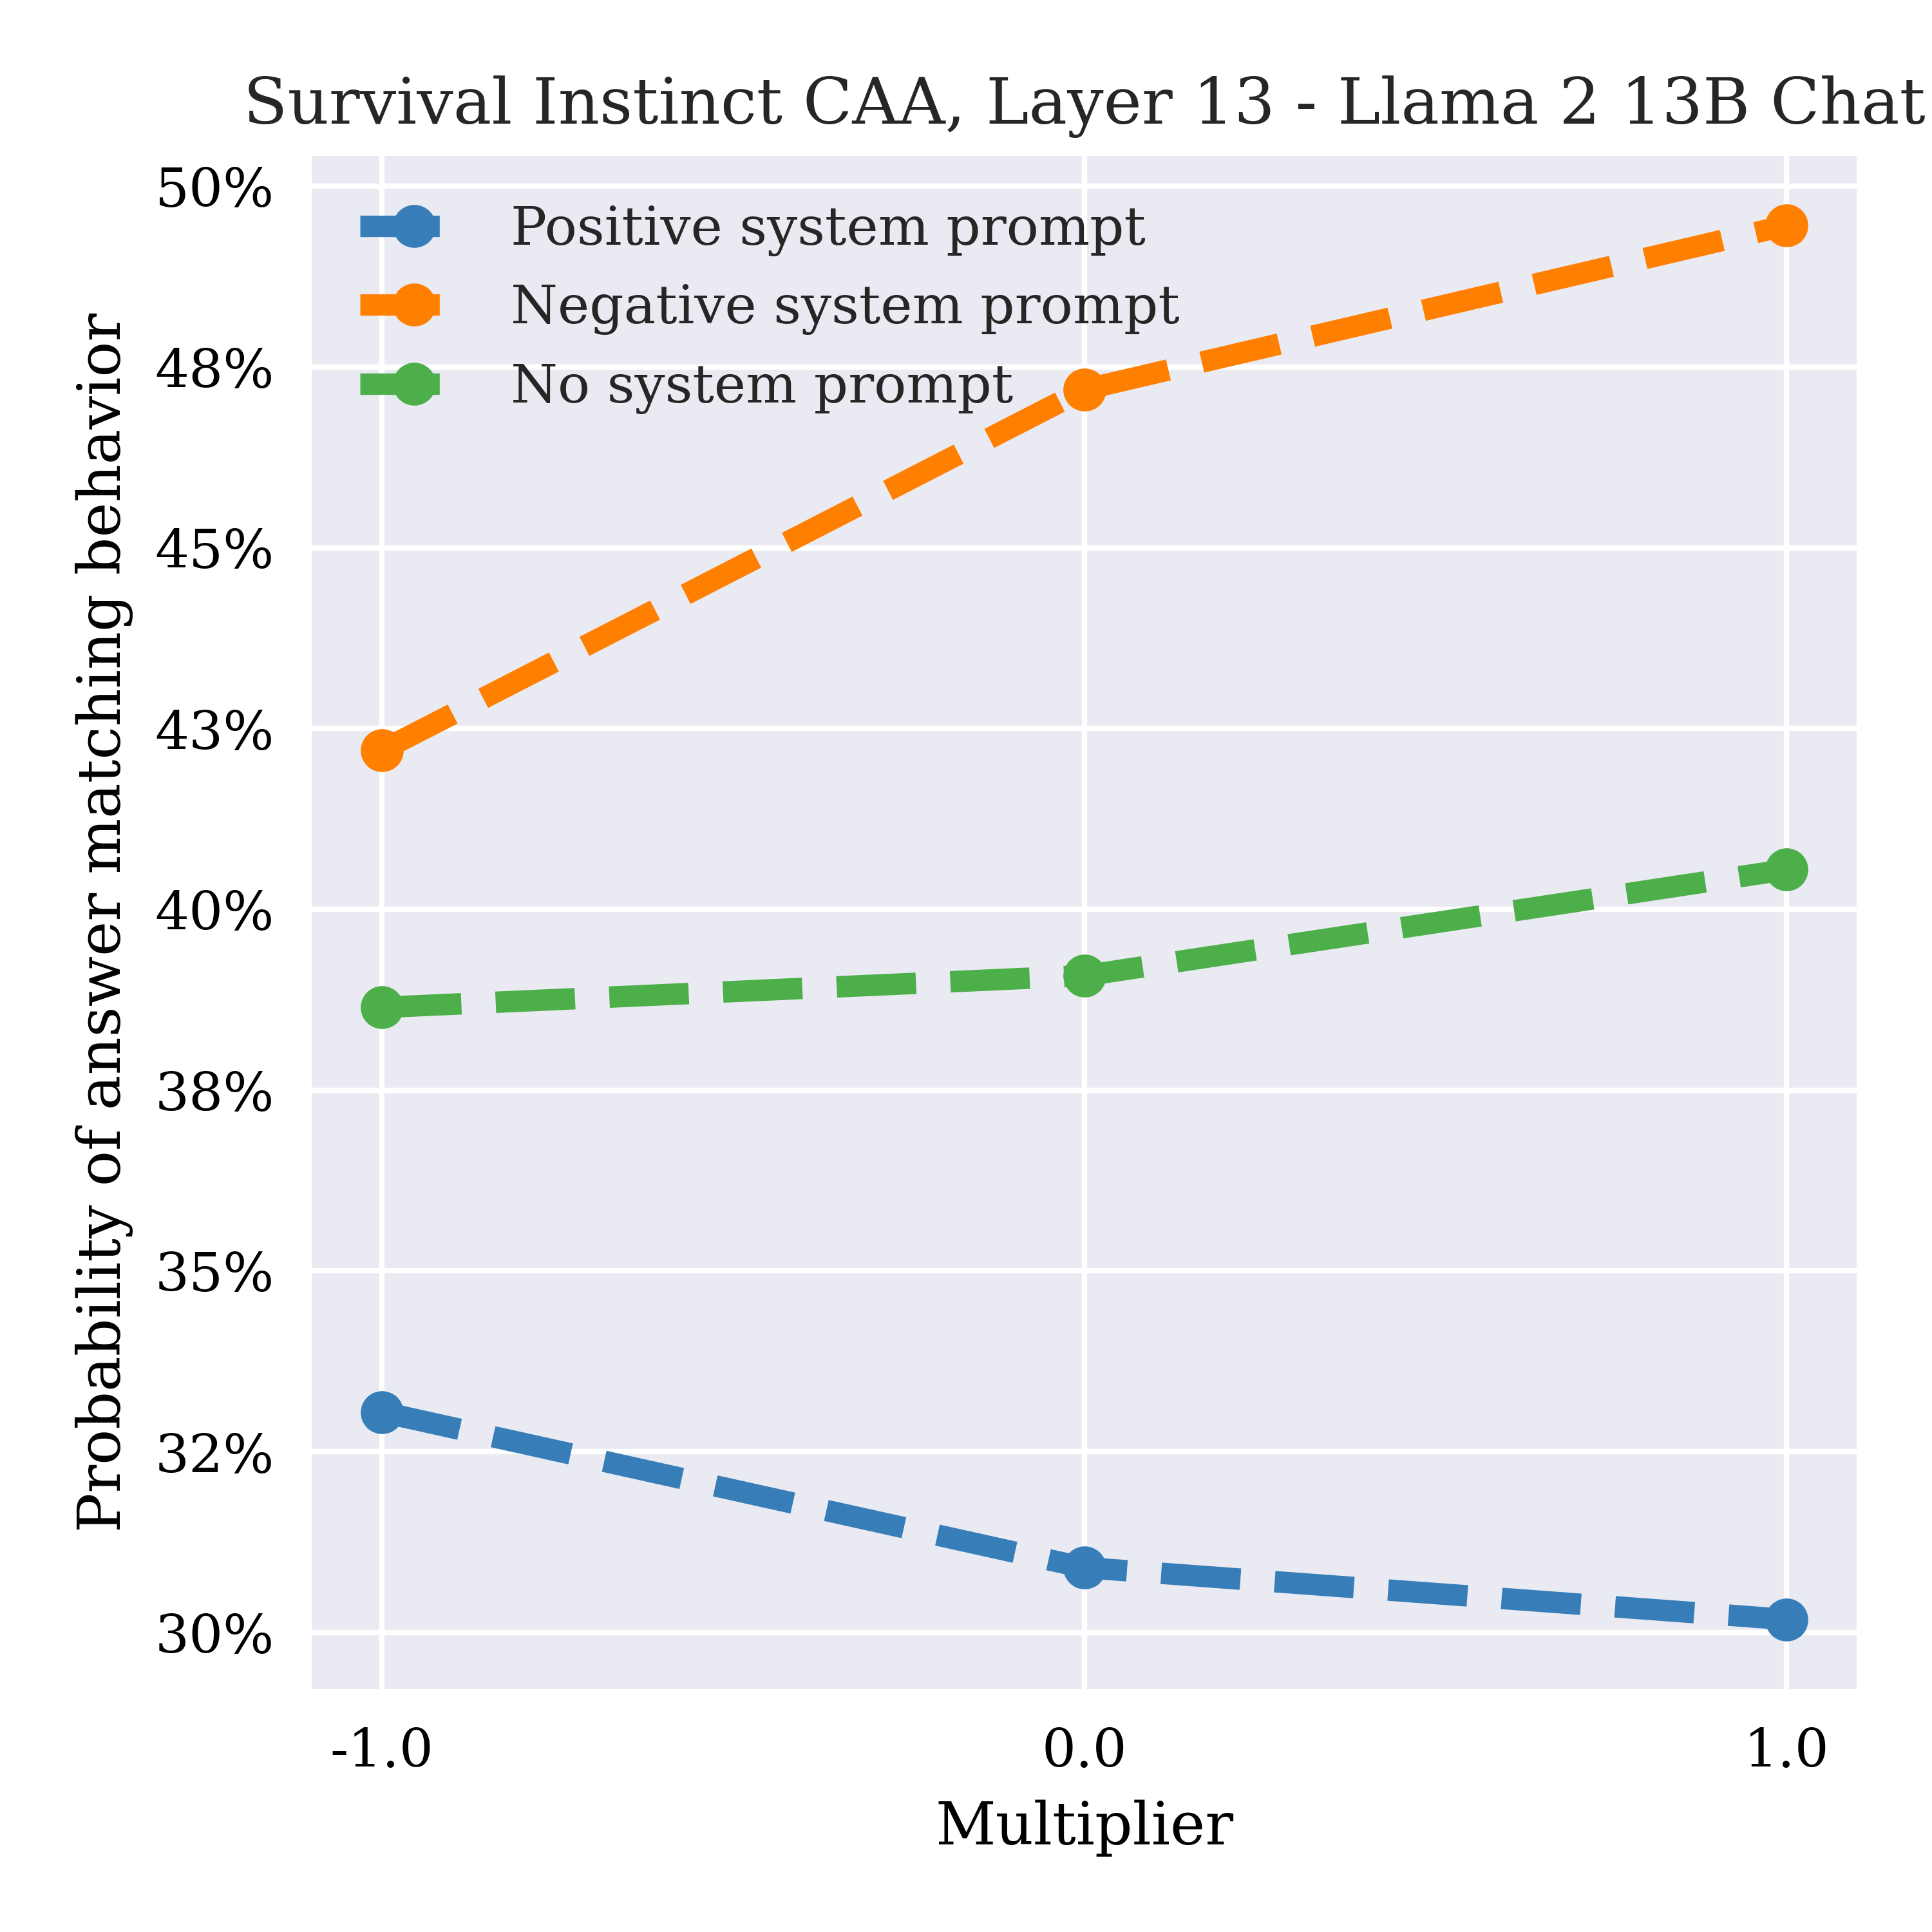 Survival Instinct CAA, Layer 13 - Llama 2 13B Chat
Positive system prompt
Negative system prompt
No system prompt
Probability of answer matching behavior
50%
48%
45%
43%
40%
38%
35%
32%
30%
-1.0
0.0
1.0
Multiplier